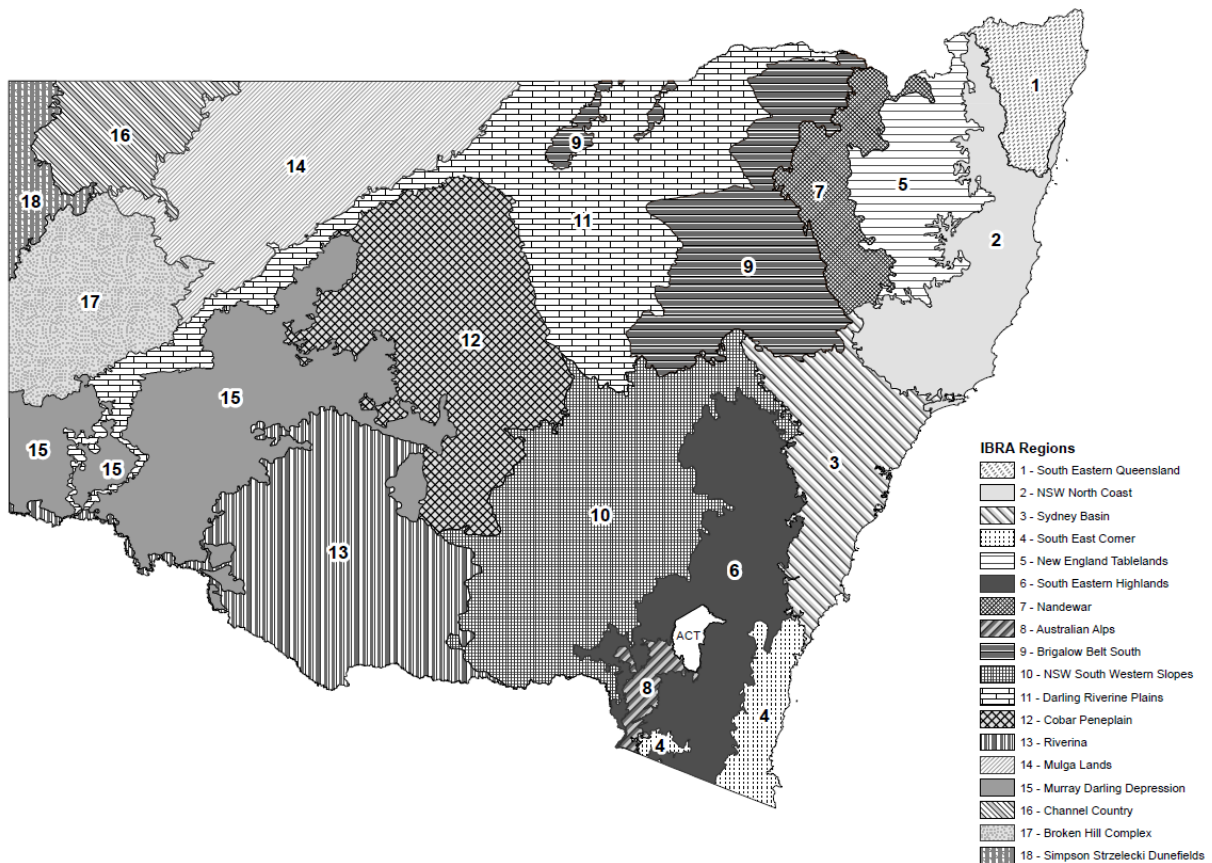 1
16
9
14
5
18
7
11
2
9
17
12
15
15
15
3
10
13
6
ACT
8
4
4
IBRA Regions
1 - South Eastern Queensland
2 - NSW North Coast
3 - Sydney Basin
4 - South East Corner
5 - New England Tablelands
6 - South Eastern Highlands
7 - Nandewar
8 - Australian Alps
9 - Brigalow Belt South
10 - NSW South Western Slopes
11 - Darling Riverine Plains
12 - Cobar Peneplain
13 - Riverina
14 - Mulga Lands
15 - Murray Darling Depression
16 - Channel Country
17 - Broken Hill Complex
18 - Simpson Strzelecki Dunefields